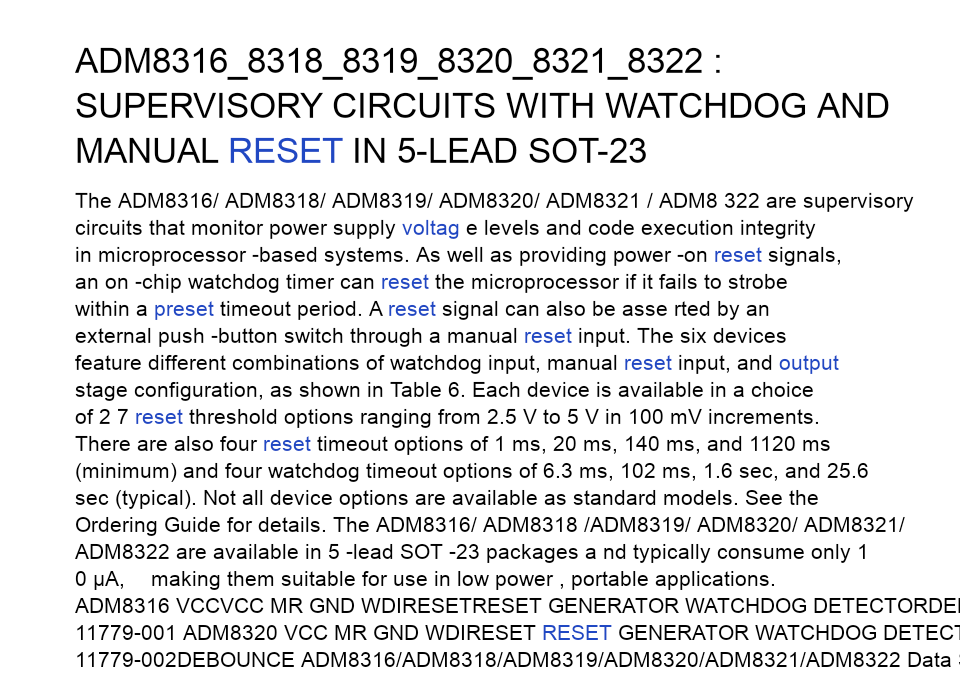 ADM8316_8318_8319_8320_8321_8322 :
SUPERVISORY CIRCUITS WITH WATCHDOG AND
MANUAL RESET IN 5-LEAD SOT-23
The ADM8316/ ADM8318/ ADM8319/ ADM8320/ ADM8321 / ADM8 322 are supervisory
circuits that monitor power supply voltag e levels and code execution integrity
in microprocessor -based systems. As well as providing power -on reset signals,
an on -chip watchdog timer can reset the microprocessor if it fails to strobe
within a preset timeout period. A reset signal can also be asse rted by an
external push -button switch through a manual reset input. The six devices
feature different combinations of watchdog input, manual reset input, and output
stage configuration, as shown in Table 6. Each device is available in a choice
of 2 7 reset threshold options ranging from 2.5 V to 5 V in 100 mV increments.
There are also four reset timeout options of 1 ms, 20 ms, 140 ms, and 1120 ms
(minimum) and four watchdog timeout options of 6.3 ms, 102 ms, 1.6 sec, and 25.6
sec (typical). Not all device options are available as standard models. See the
Ordering Guide for details. The ADM8316/ ADM8318 /ADM8319/ ADM8320/ ADM8321/
ADM8322 are available in 5 -lead SOT -23 packages a nd typically consume only 1
0 µA, making them suitable for use in low power , portable applications.
ADM8316 VCCVCC MR GND WDIRESETRESET GENERATOR WATCHDOG DETECTORDE
11779-001 ADM8320 VCC MR GND WDIRESET RESET GENERATOR WATCHDOG DETECT
11779-002DEBOUNCE ADM8316/ADM8318/ADM8319/ADM8320/ADM8321/ADM8322 Data